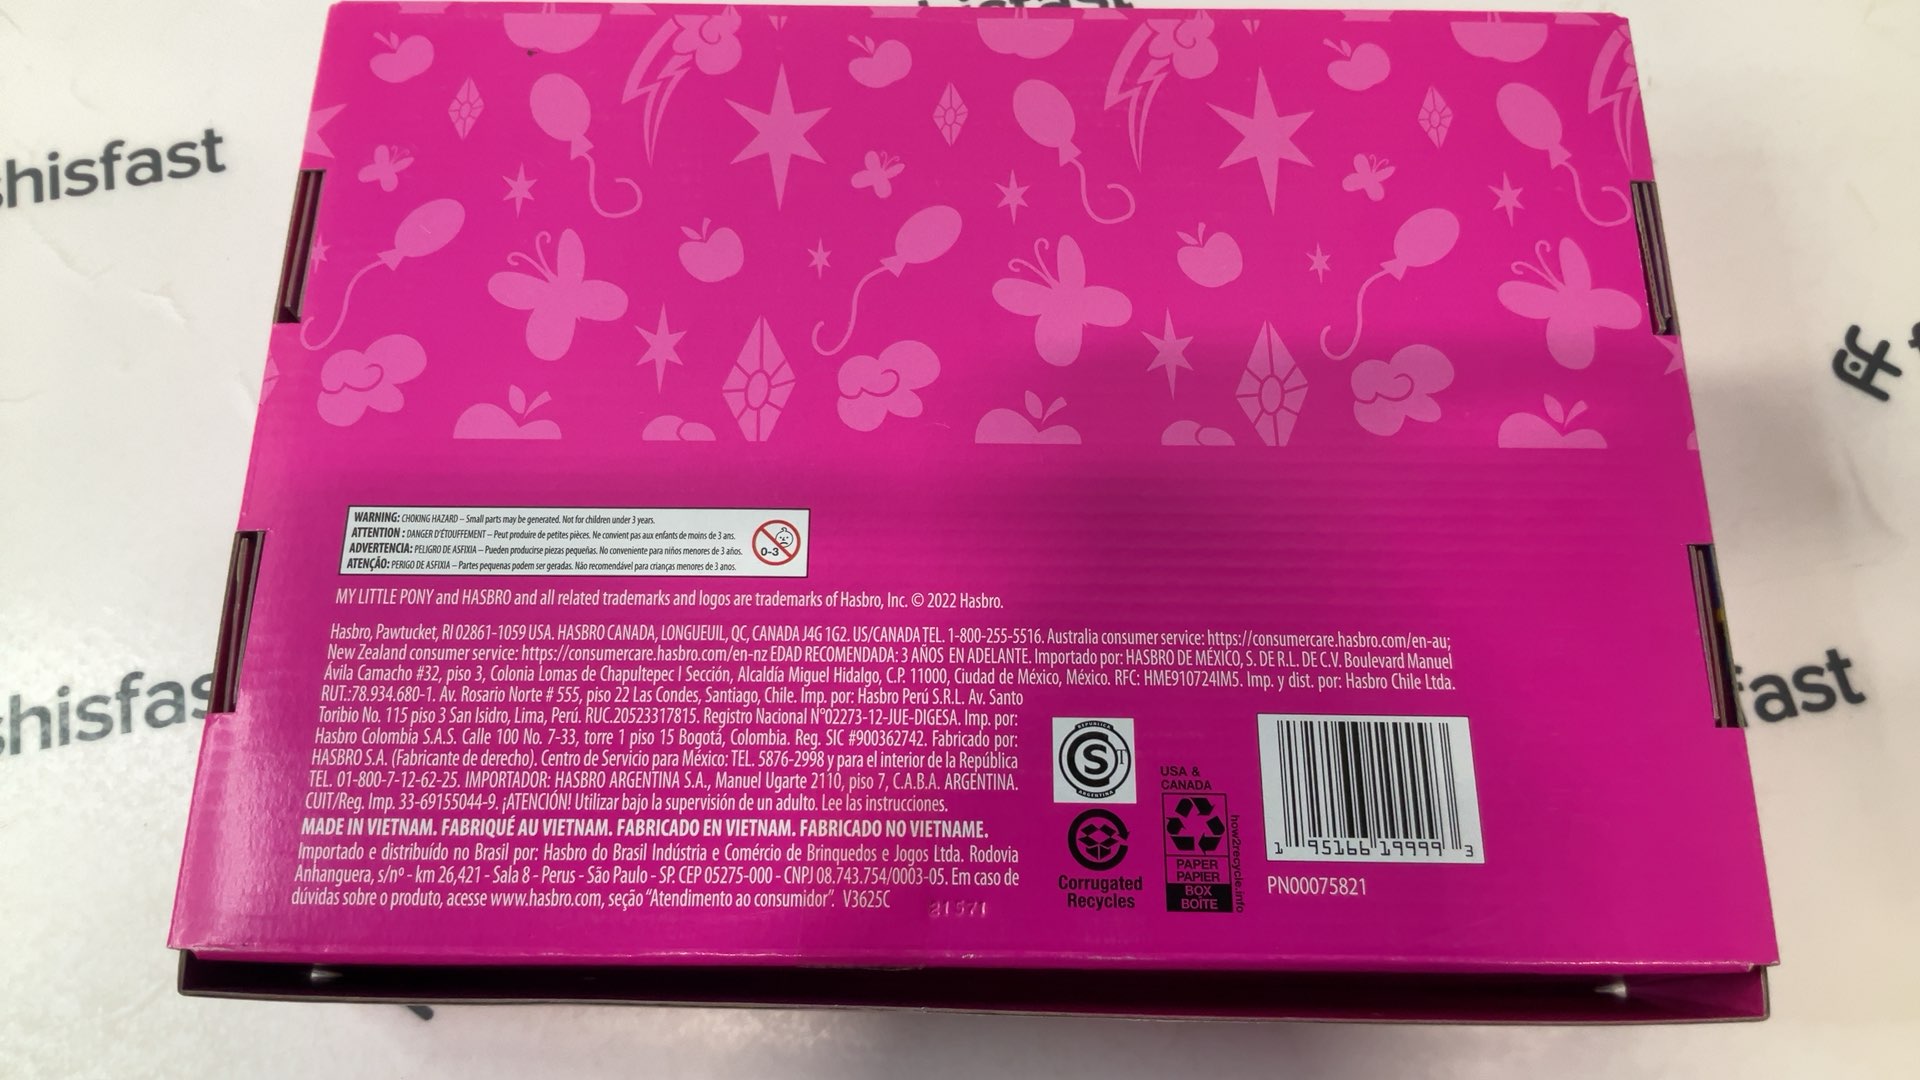 hisfast
WARNING: CHOKING HAZARD – Small parts may be generated. Not for children under 3 years.
ATTENTION : DANGER D'ÉTOUFFEMENT – Peut produire de petites pièces. Ne convient pas aux enfants de moins de 3 ans.
ADVERTENCIA: PELIGRO DE ASFIXIA – Pueden producirse piezas pequeñas. No conveniente para niños menores de 3 años.
ATENÇÃO: PERIGO DE ASFIXIA – Partes pequenas podem ser geradas. Não recomendável para crianças menores de 3 anos.
0-3
MY LITTLE PONY and HASBRO and all related trademarks and logos are trademarks of Hasbro, Inc. © 2022 Hasbro.
Hasbro, Pawtucket, RI 02861-1059 USA. HASBRO CANADA, LONGUEUIL, QC, CANADA J4G 1G2. US/CANADA TEL. 1-800-255-5516. Australia consumer service: https://consumercare.hasbro.com/en-au;
New Zealand consumer service: https://consumercare.hasbro.com/en-nz EDAD RECOMENDADA: 3 AÑOS EN ADELANTE. Importado por: HASBRO DE MÉXICO, S. DE R.L. DE C.V. Boulevard Manuel
Ávila Camacho #32, piso 3, Colonia Lomas de Chapultepec I Sección, Alcaldía Miguel Hidalgo, C.P. 11000, Ciudad de México, México. RFC: HME910724IM5. Imp. y dist. por: Hasbro Chile Ltda.
RUT.:78.934.680-1. Av. Rosario Norte # 555, piso 22 Las Condes, Santiago, Chile. Imp. por: Hasbro Perú S.R.L. Av. Santo
Toribio No. 115 piso 3 San Isidro, Lima, Perú. RUC.20523317815. Registro Nacional N°02273-12-JUE-DIGESA. Imp. por:
Hasbro Colombia S.A.S. Calle 100 No. 7-33, torre 1 piso 15 Bogotá, Colombia. Reg. SIC #900362742. Fabricado por:
HASBRO S.A. (Fabricante de derecho). Centro de Servicio para México: TEL. 5876-2998 y para el interior de la República
TEL. 01-800-7-12-62-25. IMPORTADOR: HASBRO ARGENTINA S.A., Manuel Ugarte 2110, piso 7, C.A.B.A. ARGENTINA.
CUIT/Reg. Imp. 33-69155044-9. ¡ATENCIÓN! Utilizar bajo la supervisión de un adulto. Lee las instrucciones.
MADE IN VIETNAM. FABRIQUÉ AU VIETNAM. FABRICADO EN VIETNAM. FABRICADO NO VIETNAME.
Importado e distribuído no Brasil por: Hasbro do Brasil Indústria e Comércio de Brinquedos e Jogos Ltda. Rodovia
Anhanguera, s/nº - km 26,421 - Sala 8 - Perus - São Paulo - SP. CEP 05275-000 - CNPJ 08.743.754/0003-05. Em caso de
dúvidas sobre o produto, acesse www.hasbro.com, seção “Atendimento ao consumidor”. V3625C
21571
REPUBLICA
S
ARGENTINA
Corrugated
Recycles
USA &
CANADA
PAPER
PAPIER
BOX
BOÎTE
how2recycle.info
1 95166 19999 3
PN00075821
hisfas
fast